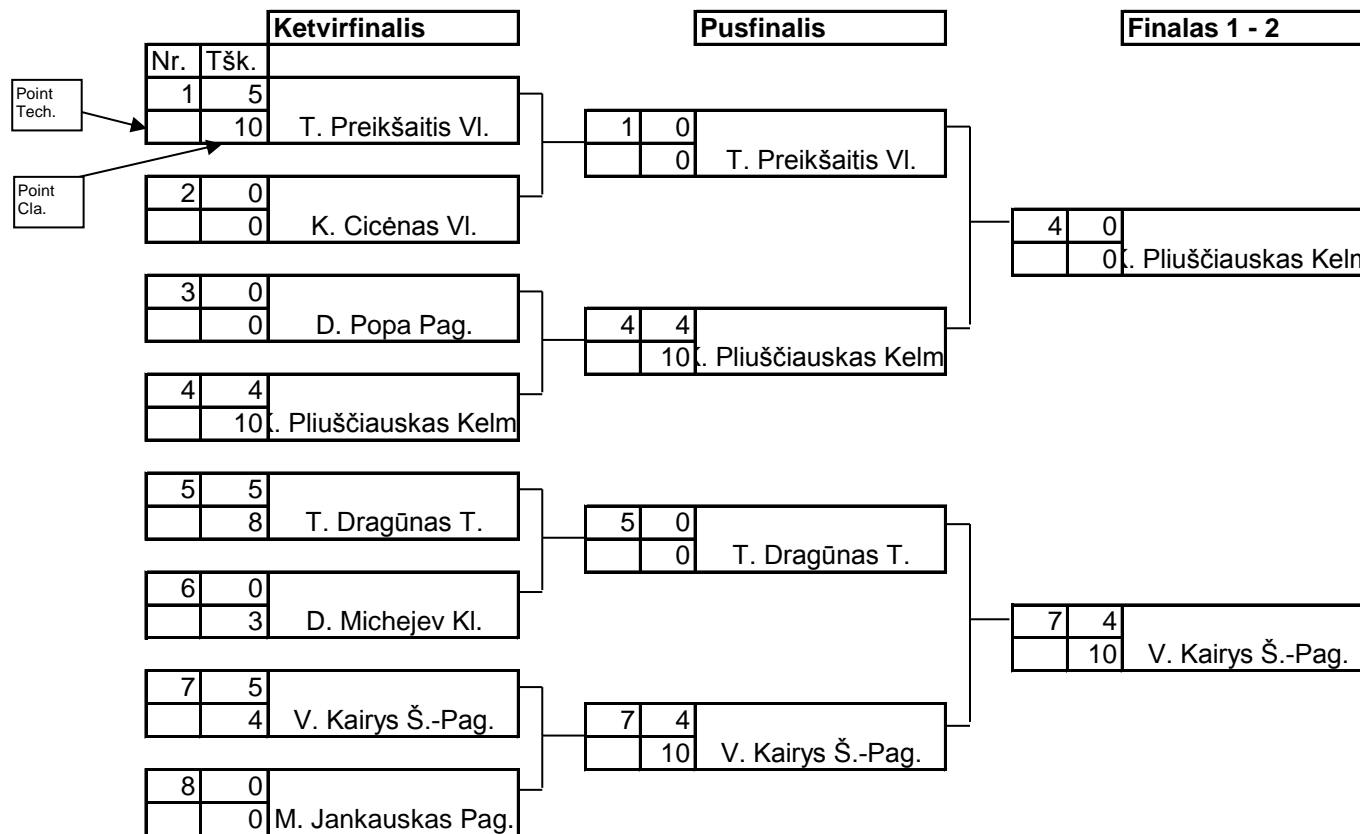 Ketvirfinalis Pusfinalis Finalas 1 - 2
Nr. Tšk.
Point
Tech.
1 5
10 T. Preikšaitis Vl.
1 0
0 T. Preikšaitis Vl.
Point
Cla.
2 0
0 K. Cicėnas Vl.
4 0
0 K. Pliuščiauskas Kelm
3 0
0 D. Popa Pag.
4 4
10 K. Pliuščiauskas Kelm
4 4
10 K. Pliuščiauskas Kelm
5 5
8 T. Dragūnas T.
5 0
0 T. Dragūnas T.
6 0
3 D. Michejev Kl.
7 4
10 V. Kairys Š.-Pag.
7 5
4 V. Kairys Š.-Pag.
7 4
10 V. Kairys Š.-Pag.
8 0
0 M. Jankauskas Pag.